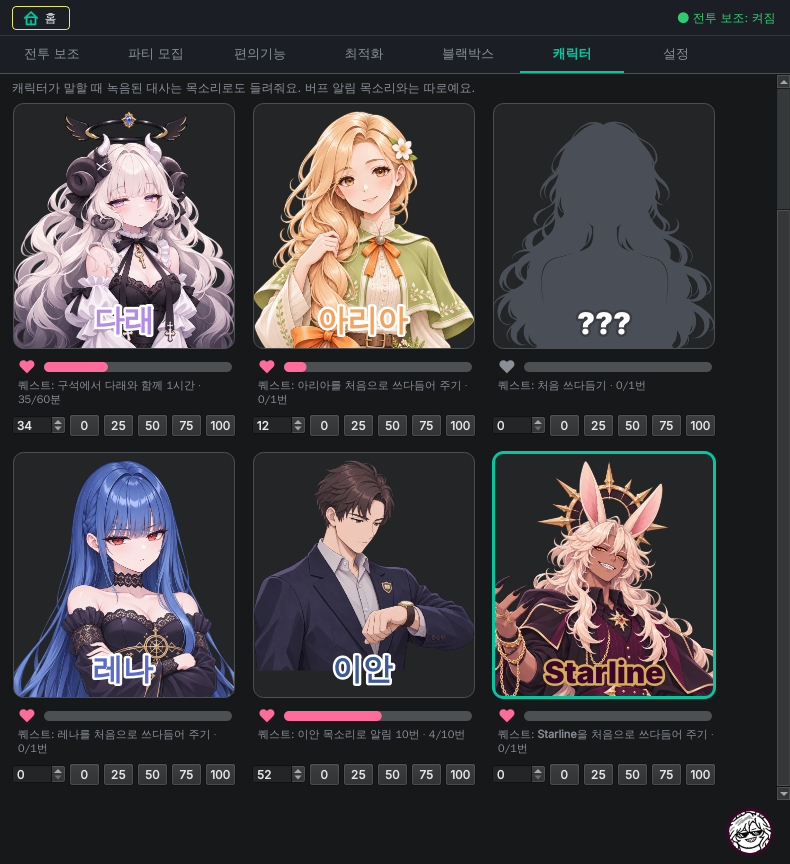 홈
전투 보조: 켜짐
전투 보조 파티 모집 편의기능 최적화 블랙박스 캐릭터 설정
캐릭터가 말할 때 녹음된 대사는 목소리로도 들려줘요. 버프 알림 목소리와는 따로예요.
다래 아리아 ???
퀘스트: 구석에서 다래와 함께 1시간 ·
35/60분
퀘스트: 아리아를 처음으로 쓰다듬어 주기 ·
0/1번
퀘스트: 처음 쓰다듬기 · 0/1번
34 0 25 50 75 100
12 0 25 50 75 100
0 0 25 50 75 100
레나 이안 Starline
퀘스트: 레나를 처음으로 쓰다듬어 주기 ·
0/1번
퀘스트: 이안 목소리로 알림 10번 · 4/10번
퀘스트: Starline을 처음으로 쓰다듬어 주기 ·
0/1번
0 0 25 50 75 100
52 0 25 50 75 100
0 0 25 50 75 100